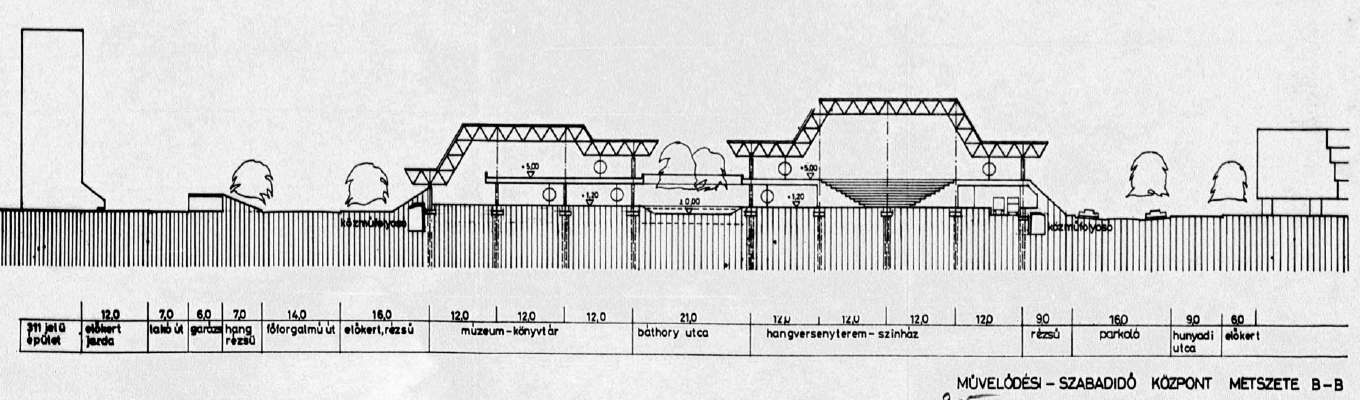 +5,00
+5,00
+1,20
+1,20
±0,00
közműfolyosó
közműfolyosó
12,0 7,0 6,0 7,0 14,0 16,0 12,0 12,0 12,0 21,0 12,0 12,0 12,0 12,0 9,0 16,0 9,0 6,0
311 jelű épület
előkert járda
lakó út
garázs
hang rézsű
főforgalmú út
előkert, rézsű
múzeum-könyvtár
báthory utca
hangversenyterem-színház
rézsű
parkoló
hunyadi utca
előkert
MŰVELŐDÉSI-SZABADIDŐ KÖZPONT METSZETE B-B